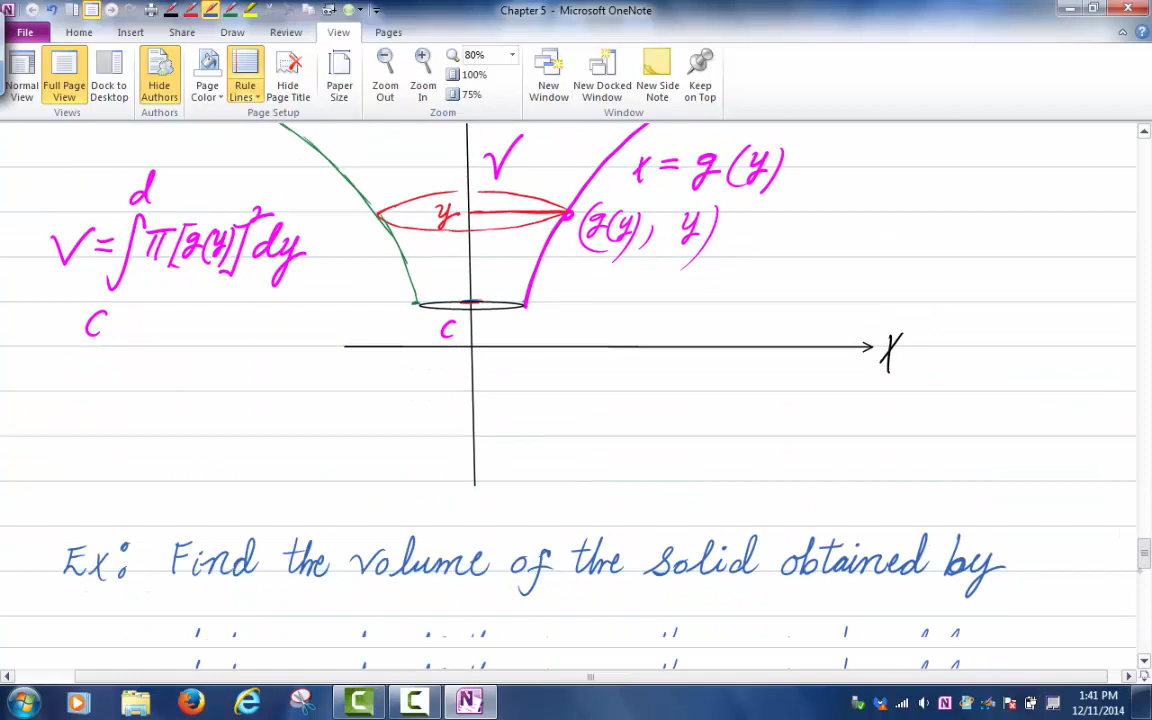 Chapter 5 - Microsoft OneNote
File Home Insert Share Draw Review View Pages
Normal View
Full Page View
Dock to Desktop
Views
Hide Authors
Authors
Page Color
Rule Lines
Hide Page Title
Paper Size
Page Setup
Zoom Out
Zoom In
80%
100%
75%
Zoom
New Window
New Docked Window
New Side Note
Keep on Top
Window
V
x = g(y)
d
y
(g(y), y)
V = ∫ π[g(y)]² dy
c
c
X
Ex: Find the volume of the solid obtained by
1:41 PM
12/11/2014